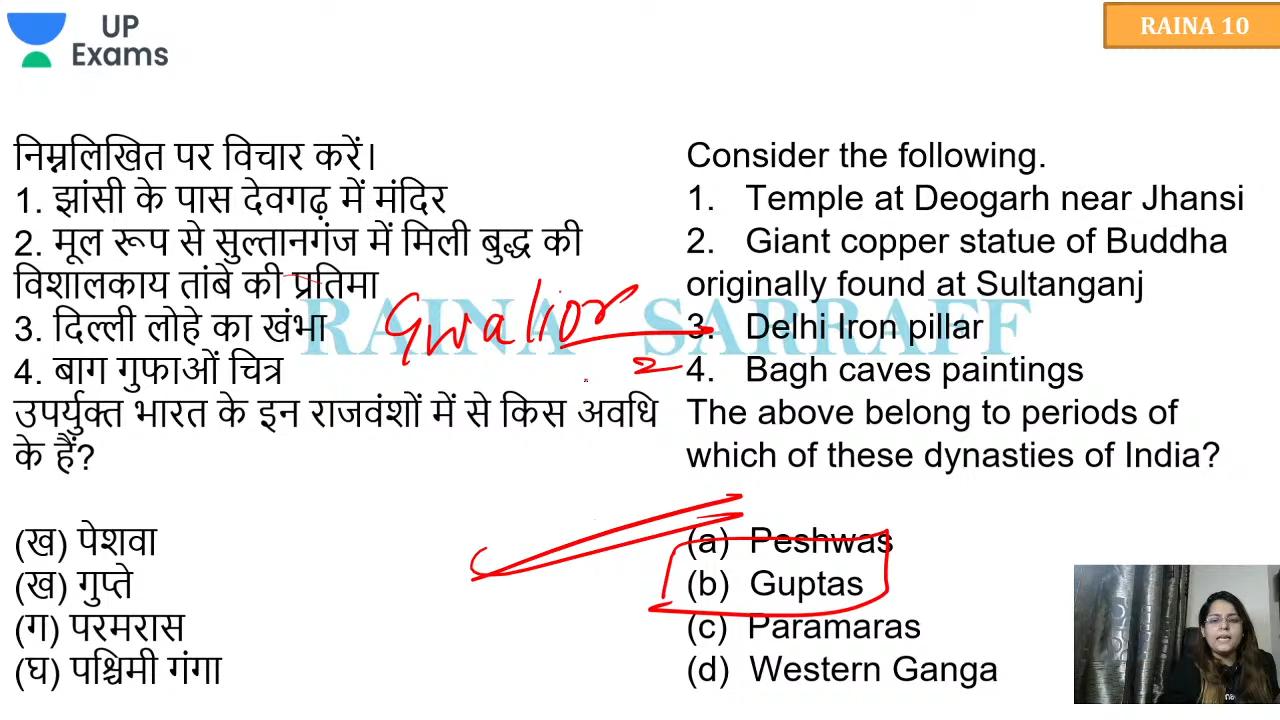 UP
Exams
RAINA 10
निम्नलिखित पर विचार करें।
1. झांसी के पास देवगढ़ में मंदिर
2. मूल रूप से सुल्तानगंज में मिली बुद्ध की
विशालकाय तांबे की प्रतिमा
3. दिल्ली लोहे का खंभा
4. बाग गुफाओं चित्र
उपर्युक्त भारत के इन राजवंशों में से किस अवधि
के हैं?
(ख) पेशवा
(ख) गुप्ते
(ग) परमरास
(घ) पश्चिमी गंगा
Consider the following.
1. Temple at Deogarh near Jhansi
2. Giant copper statue of Buddha
originally found at Sultanganj
3. Delhi Iron pillar
4. Bagh caves paintings
The above belong to periods of
which of these dynasties of India?
(a) Peshwas
(b) Guptas
(c) Paramaras
(d) Western Ganga
RAINA SARRAFF
Gwalior
2